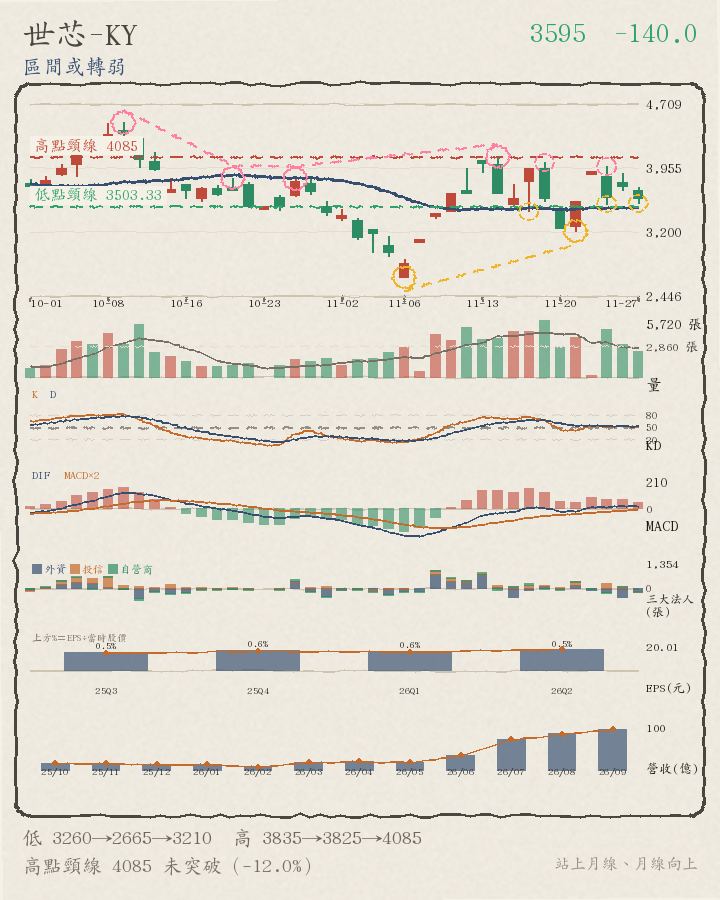 世芯-KY
3595 -140.0
區間或轉弱
4,709
高點頸線 4085
3,955
低點頸線 3503.33
3,200
2,446
10-01 10-08 10-16 10-23 11-02 11-06 11-13 11-20 11-27
5,720 張
2,860 張
量
K D
80
50
20
KD
DIF MACD×2
210
0
MACD
外資 投信 自營商
1,354
0
三大法人
(張)
上方%=EPS÷當時股價
0.5% 0.6% 0.6% 0.5%
20.01
25Q3 25Q4 26Q1 26Q2
EPS(元)
100
營收(億)
25/10 25/11 25/12 26/01 26/02 26/03 26/04 26/05 26/06 26/07 26/08 26/09
低 3260→2665→3210 高 3835→3825→4085
高點頸線 4085 未突破 (-12.0%)
站上月線、月線向上